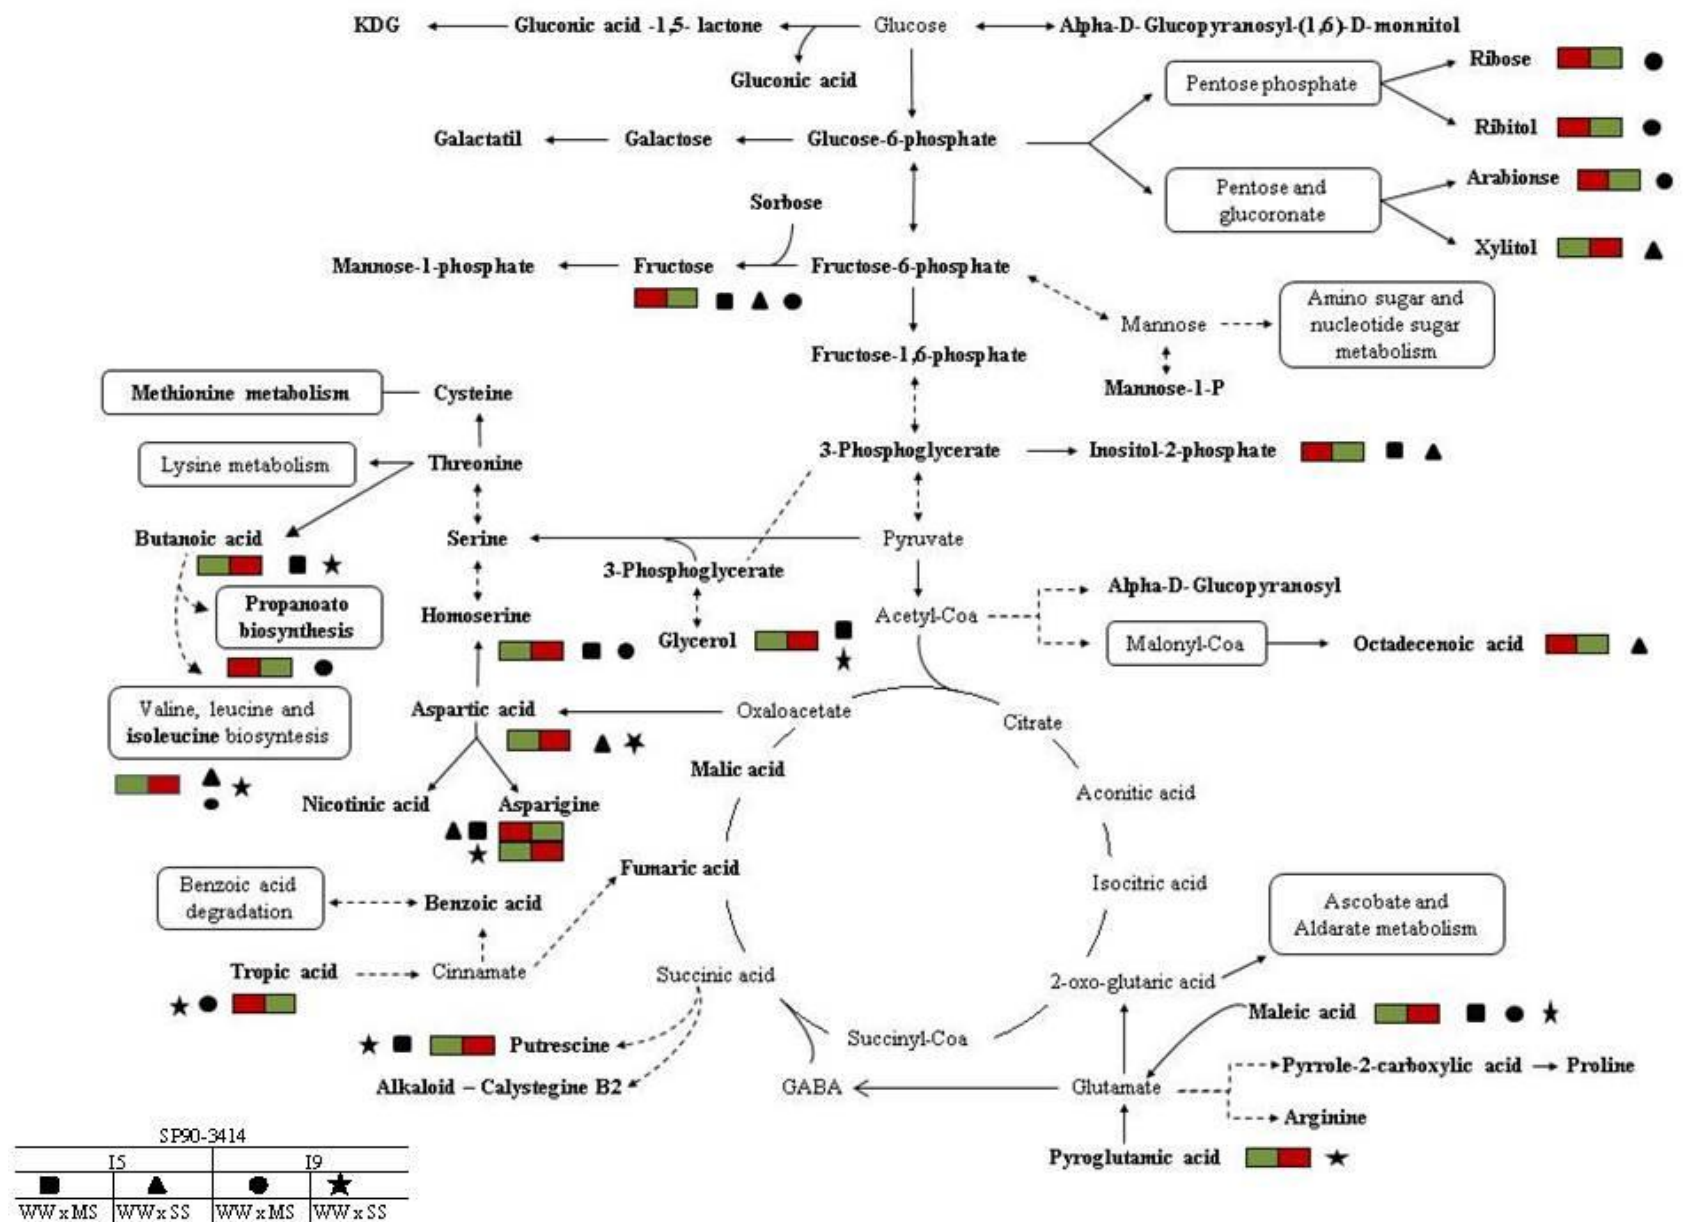 KDG
Gluconic acid -1,5- lactone
Glucose
Alpha-D-Glucopyranosyl-(1,6)-D-monnitol
Gluconic acid
Ribose
Pentose phosphate
Ribitol
Galactatil
Galactose
Glucose-6-phosphate
Arabionse
Pentose and
glucoronate
Sorbose
Xylitol
Mannose-1-phosphate
Fructose
Fructose-6-phosphate
Mannose
Amino sugar and
nucleotide sugar
metabolism
Fructose-1,6-phosphate
Mannose-1-P
Methionine metabolism
Cysteine
3-Phosphoglycerate
Inositol-2-phosphate
Lysine metabolism
Threonine
Butanoic acid
Serine
Pyruvate
3-Phosphoglycerate
Propanoato
biosynthesis
Homoserine
Glycerol
Acetyl-Coa
Alpha-D-Glucopyranosyl
Malonyl-Coa
Octadecenoic acid
Valine, leucine and
isoleucine biosyntesis
Aspartic acid
Oxaloacetate
Citrate
Malic acid
Nicotinic acid
Asparigine
Aconitic acid
Fumaric acid
Isocitric acid
Benzoic acid
degradation
Benzoic acid
Ascobate and
Aldarate metabolism
Tropic acid
Cinnamate
Succinic acid
2-oxo-glutaric acid
Maleic acid
Putrescine
Succinyl-Coa
Alkaloid – Calystegine B2
GABA
Glutamate
Pyrrole-2-carboxylic acid
Proline
Arginine
Pyroglutamic acid
SP90-3414
I5 I9
WW x MS WW x SS WW x MS WW x SS